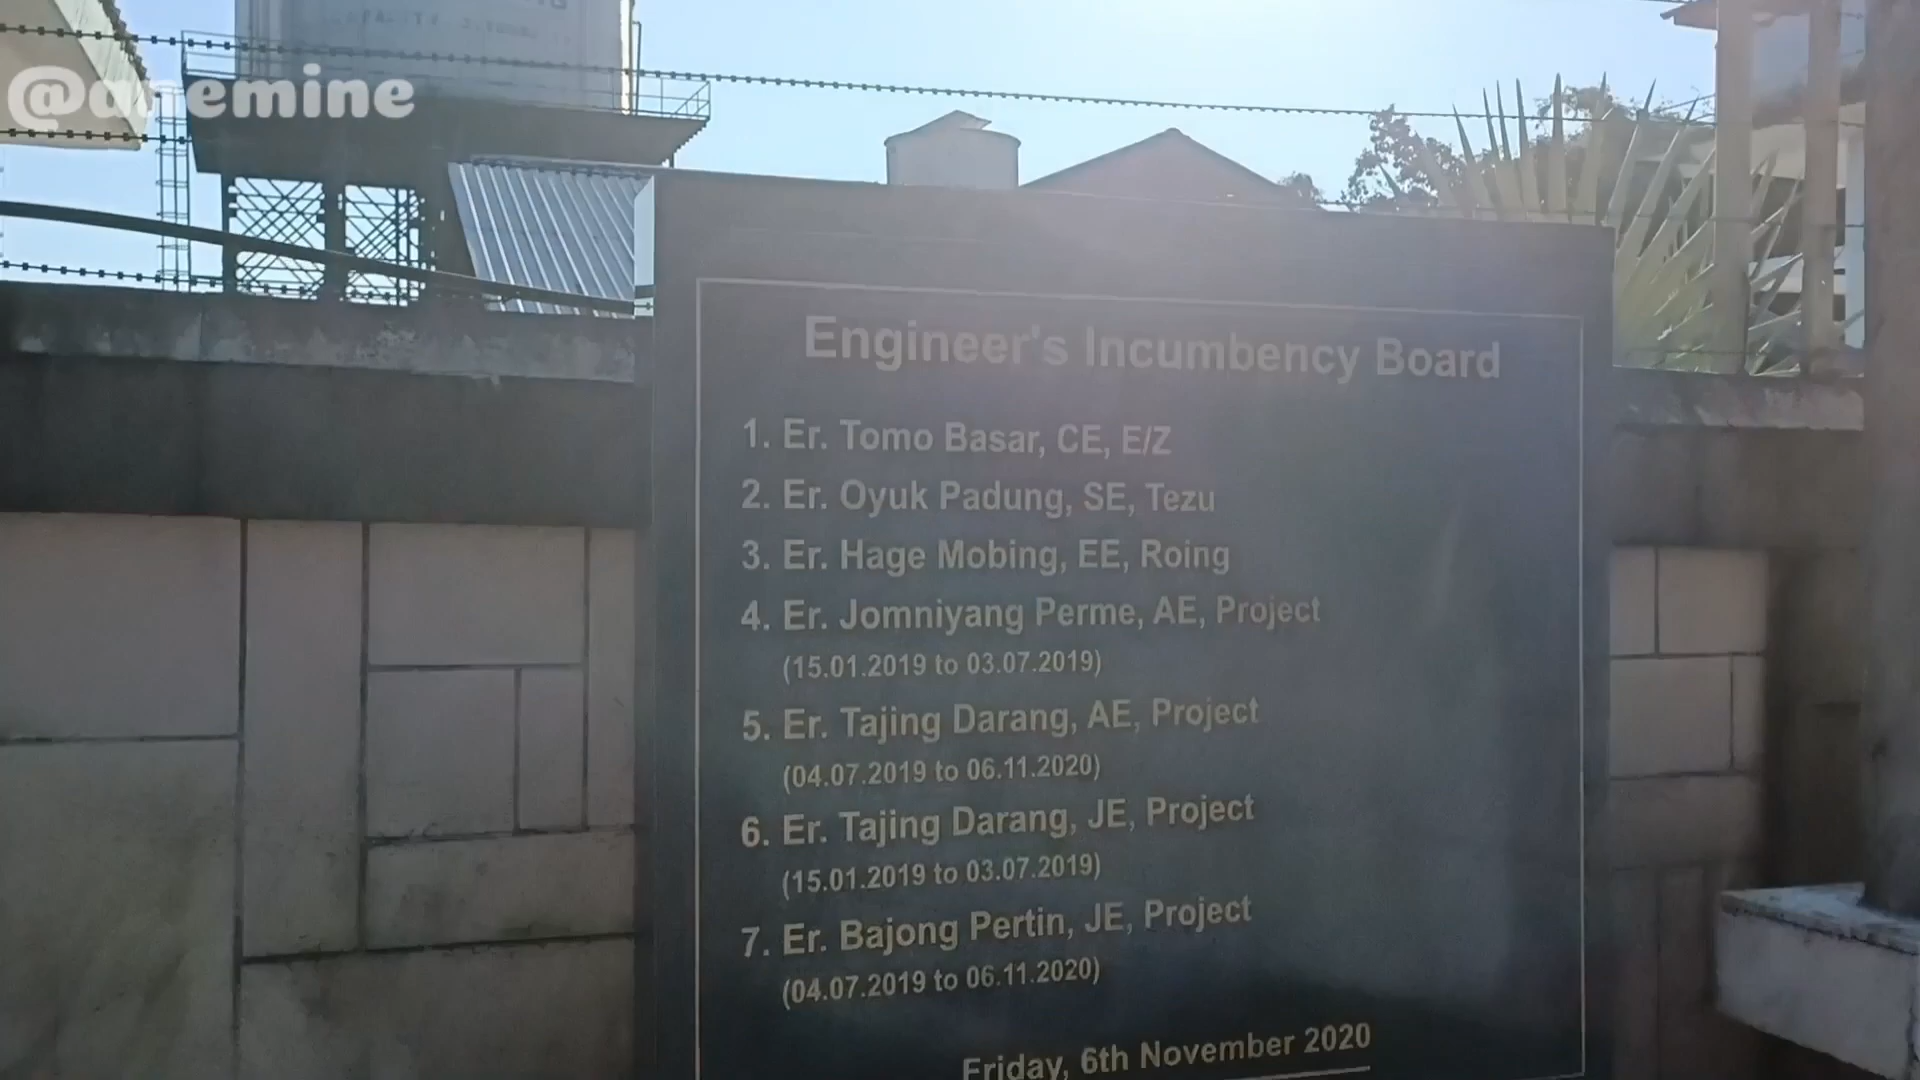 @anemine
Engineer's Incumbency Board
1. Er. Tomo Basar, CE, E/Z
2. Er. Oyuk Padung, SE, Tezu
3. Er. Hage Mobing, EE, Roing
4. Er. Jomniyang Perme, AE, Project
(15.01.2019 to 03.07.2019)
5. Er. Tajing Darang, AE, Project
(04.07.2019 to 06.11.2020)
6. Er. Tajing Darang, JE, Project
(15.01.2019 to 03.07.2019)
7. Er. Bajong Pertin, JE, Project
(04.07.2019 to 06.11.2020)
Friday, 6th November 2020